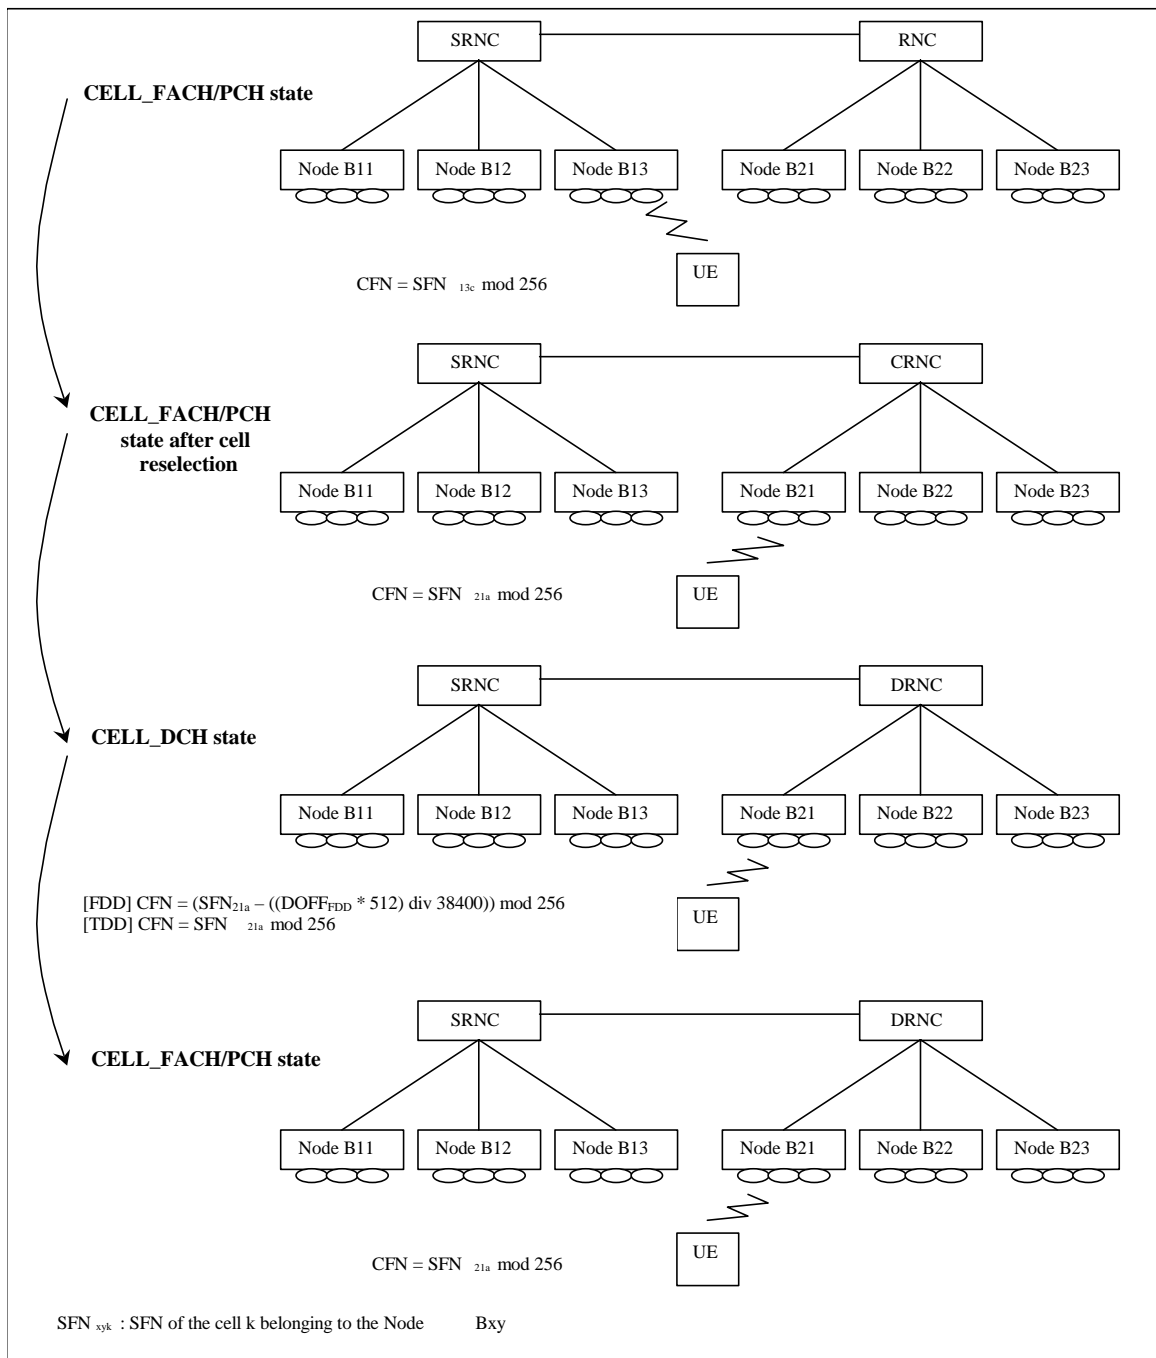 SRNC RNC
CELL_FACH/PCH state
Node B11 Node B12 Node B13 Node B21 Node B22 Node B23
UE
CFN = SFN 13c mod 256
SRNC CRNC
CELL_FACH/PCH
state after cell
reselection
Node B11 Node B12 Node B13 Node B21 Node B22 Node B23
UE
CFN = SFN 21a mod 256
SRNC DRNC
CELL_DCH state
Node B11 Node B12 Node B13 Node B21 Node B22 Node B23
[FDD] CFN = (SFN21a – ((DOFFFDD * 512) div 38400)) mod 256
UE
[TDD] CFN = SFN 21a mod 256
SRNC DRNC
CELL_FACH/PCH state
Node B11 Node B12 Node B13 Node B21 Node B22 Node B23
UE
CFN = SFN 21a mod 256
SFN xyk : SFN of the cell k belonging to the Node Bxy